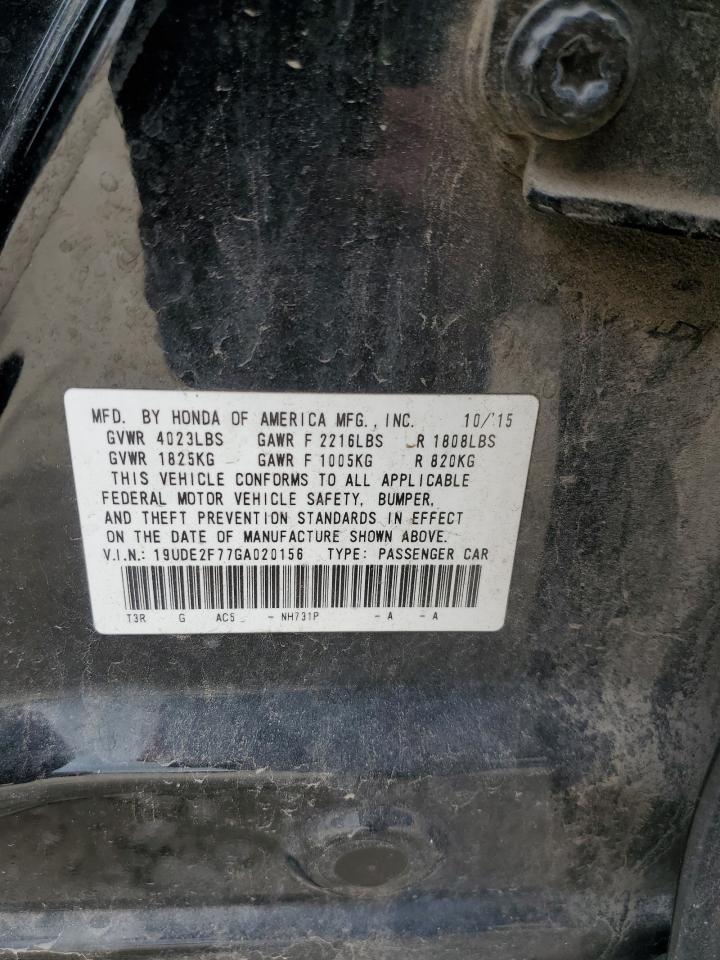 MFD. BY HONDA OF AMERICA MFG., INC. 10/'15
GVWR 4023LBS GAWR F 2216LBS R 1808LBS
GVWR 1825KG GAWR F 1005KG R 820KG
THIS VEHICLE CONFORMS TO ALL APPLICABLE
FEDERAL MOTOR VEHICLE SAFETY, BUMPER,
AND THEFT PREVENTION STANDARDS IN EFFECT
ON THE DATE OF MANUFACTURE SHOWN ABOVE.
V.I.N.: 19UDE2F77GA020156 TYPE: PASSENGER CAR
T3R G AC5 - NH731P - A - A